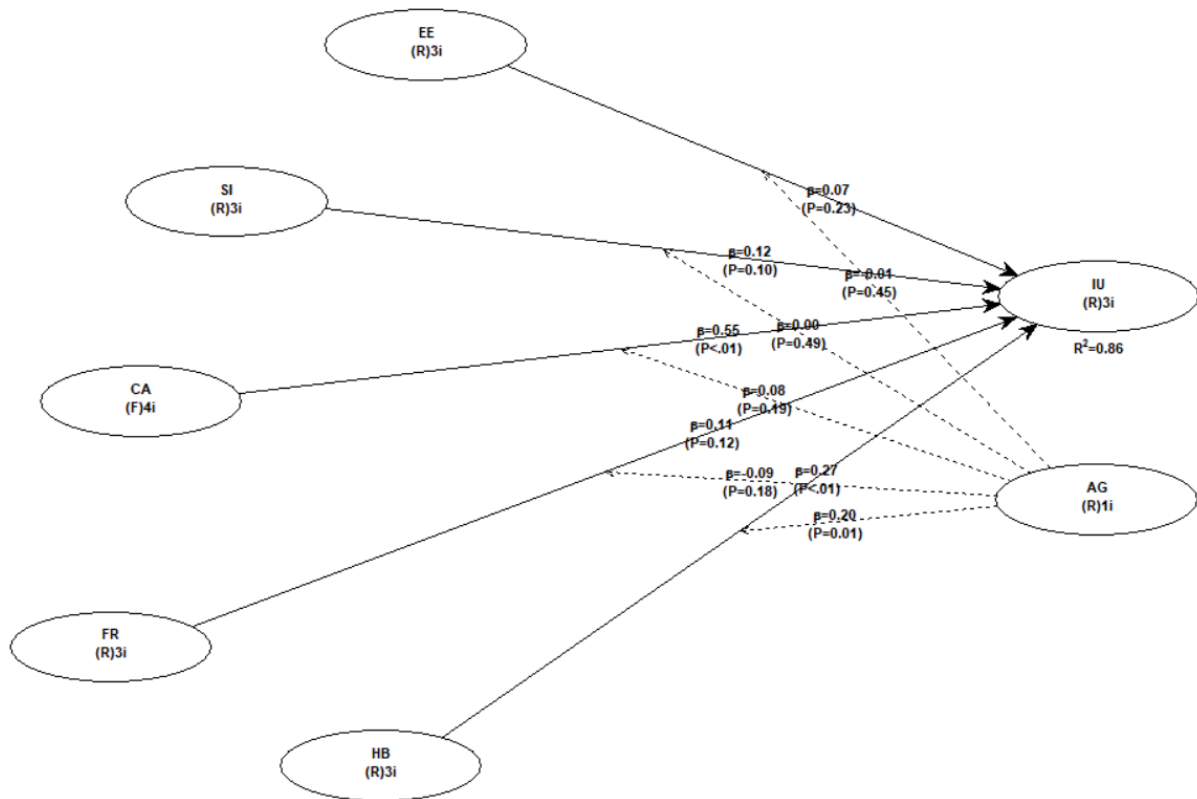 EE
(R)3i
SI
(R)3i
β=0.07
(P=0.23)
β=0.12
(P=0.10)
β=-0.01
(P=0.45)
IU
(R)3i
R²=0.86
β=0.55
(P<.01)
β=0.00
(P=0.49)
CA
(F)4i
β=0.08
(P=0.19)
β=0.11
(P=0.12)
β=-0.09
(P=0.18)
β=0.27
(P<.01)
AG
(R)1i
β=0.20
(P=0.01)
FR
(R)3i
HB
(R)3i